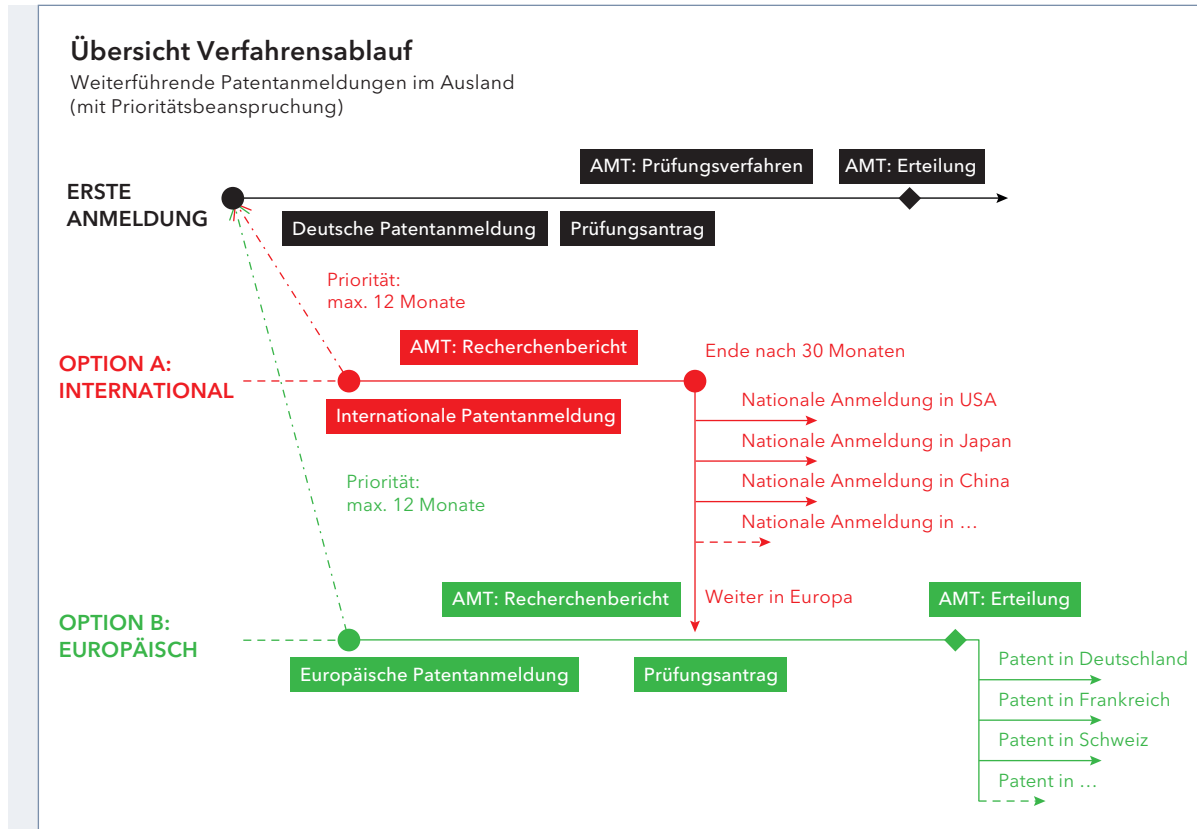 Übersicht Verfahrensablauf
Weiterführende Patentanmeldungen im Ausland
(mit Prioritätsbeanspruchung)
AMT: Prüfungsverfahren
AMT: Erteilung
ERSTE
ANMELDUNG
Deutsche Patentanmeldung
Prüfungsantrag
Priorität:
max. 12 Monate
AMT: Recherchenbericht
Ende nach 30 Monaten
OPTION A:
INTERNATIONAL
Internationale Patentanmeldung
Nationale Anmeldung in USA
Nationale Anmeldung in Japan
Nationale Anmeldung in China
Nationale Anmeldung in …
Priorität:
max. 12 Monate
AMT: Recherchenbericht
Weiter in Europa
AMT: Erteilung
OPTION B:
EUROPÄISCH
Europäische Patentanmeldung
Prüfungsantrag
Patent in Deutschland
Patent in Frankreich
Patent in Schweiz
Patent in …